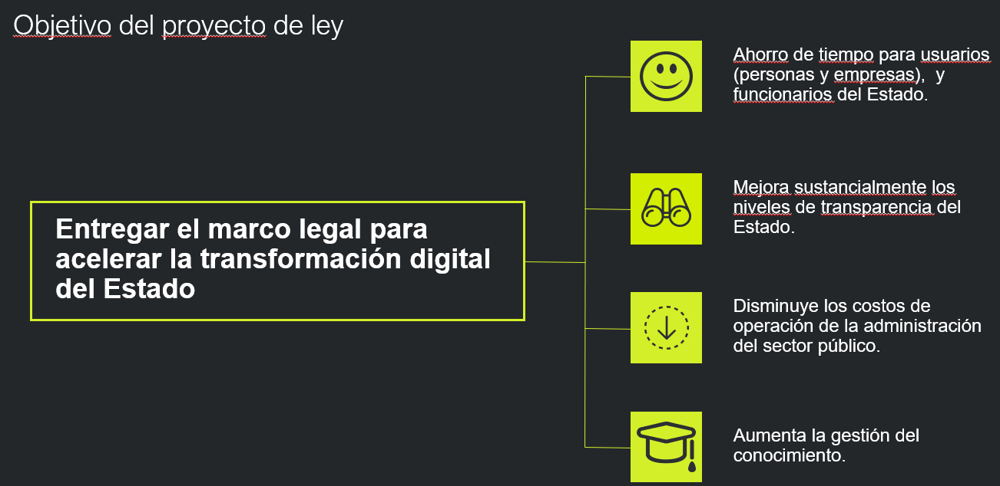 Objetivo del proyecto de ley
Ahorro de tiempo para usuarios
(personas y empresas),  y
funcionarios del Estado.
Mejora sustancialmente los
niveles de transparencia del
Estado.
Entregar el marco legal para
acelerar la transformación digital
del Estado
Disminuye los costos de
operación de la administración
del sector público.
Aumenta la gestión del
conocimiento.